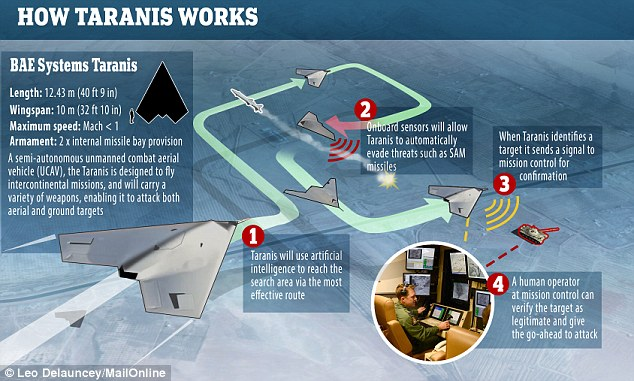 HOW TARANIS WORKS
BAE Systems Taranis
Length: 12.43 m (40 ft 9 in)
Wingspan: 10 m (32 ft 10 in)
Maximum speed: Mach < 1
Armament: 2 x internal missile bay provision
A semi-autonomous unmanned combat aerial
vehicle (UCAV), the Taranis is designed to fly
intercontinental missions, and will carry a
variety of weapons, enabling it to attack both
aerial and ground targets
1
Taranis will use artificial
intelligence to reach the
search area via the most
effective route
2
Onboard sensors will allow
Taranis to automatically
evade threats such as SAM
missiles
When Taranis identifies a
target it sends a signal to
mission control for
confirmation
3
4
A human operator
at mission control can
verify the target as
legitimate and give
the go-ahead to attack
© Leo Delauncey/MailOnline